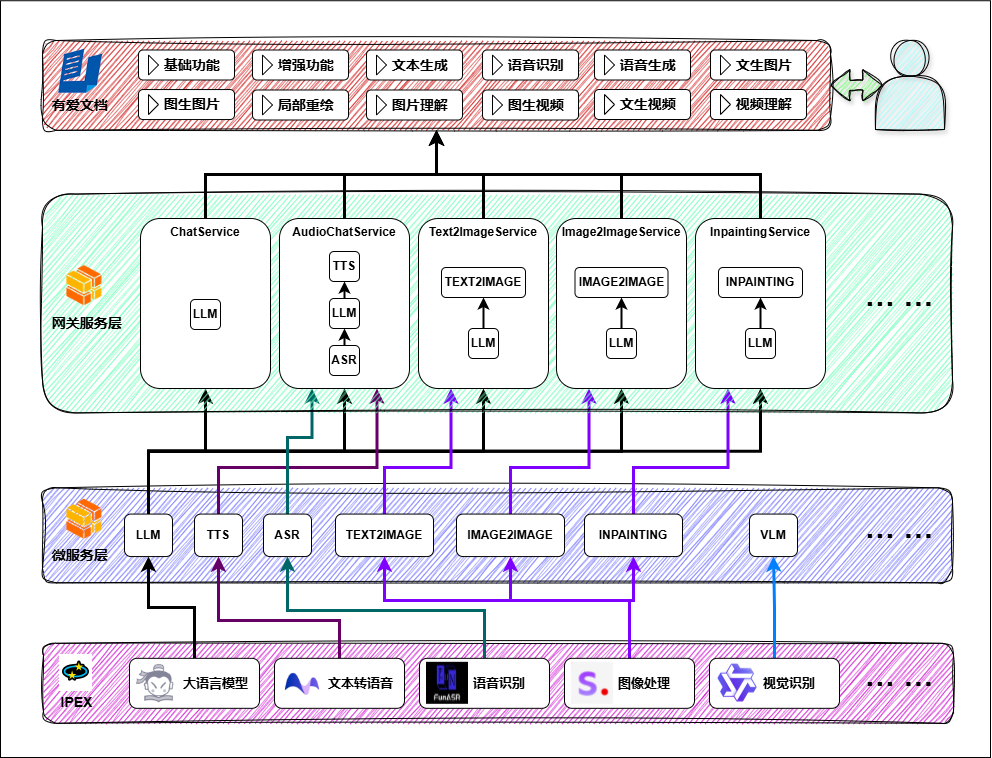 基础功能
增强功能
文本生成
语音识别
语音生成
文生图片
有爱文档
图生图片
局部重绘
图片理解
图生视频
文生视频
视频理解
ChatService
AudioChatService
Text2ImageService
Image2ImageService
InpaintingService
网关服务层
LLM
TTS
LLM
ASR
TEXT2IMAGE
LLM
IMAGE2IMAGE
LLM
INPAINTING
LLM
... ...
微服务层
LLM
TTS
ASR
TEXT2IMAGE
IMAGE2IMAGE
INPAINTING
VLM
... ...
IPEX
大语言模型
文本转语音
FunASR
语音识别
S.
图像处理
视觉识别
... ...